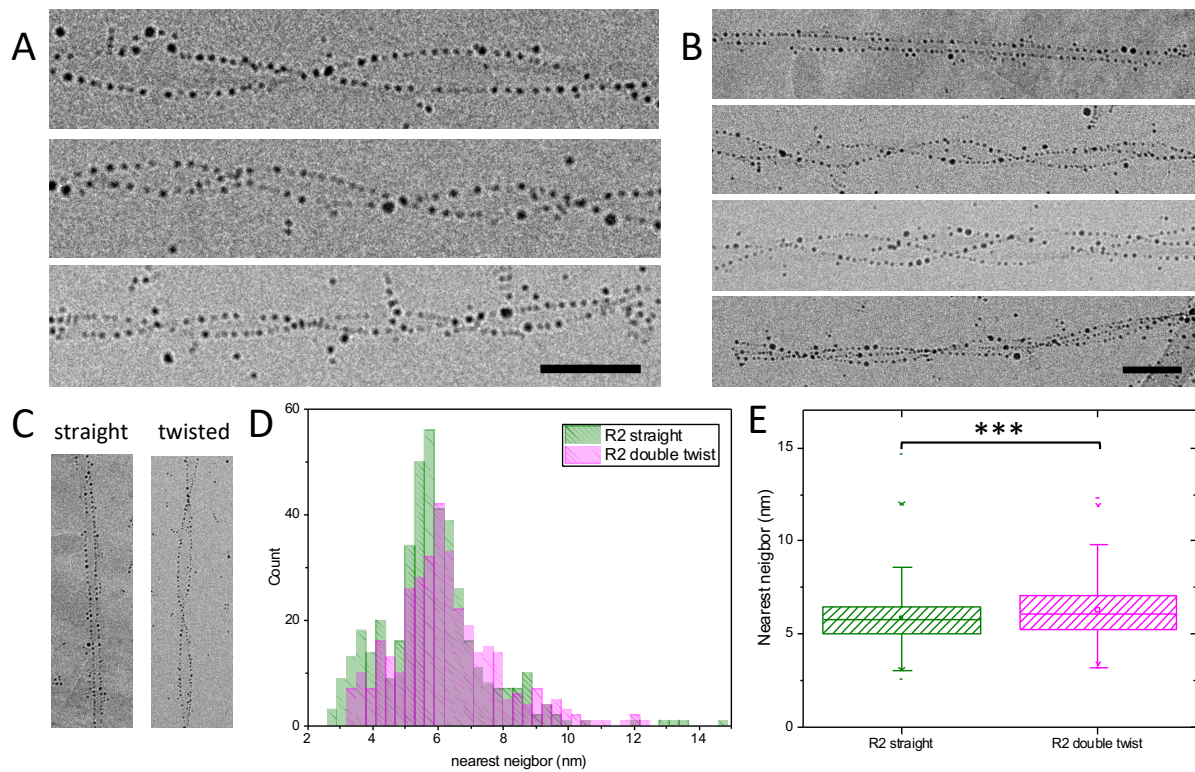 A
B
C
straight
twisted
D
60
40
20
0
Count
2
4
6
8
10
12
14
nearest neigbor (nm)
R2 straight
R2 double twist
E
***
15
10
5
0
Nearest neigbor (nm)
R2 straight
R2 double twist